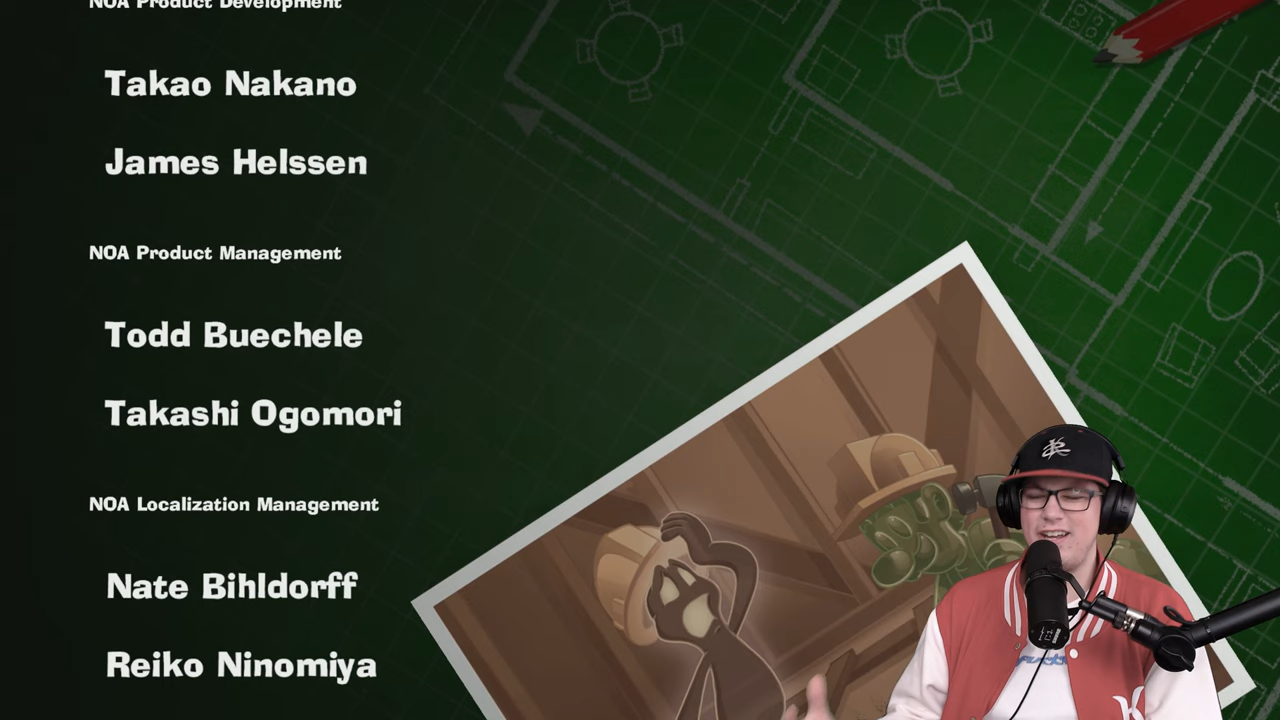 NOA Product Development
Takao Nakano
James Helssen
NOA Product Management
Todd Buechele
Takashi Ogomori
NOA Localization Management
Nate Bihldorff
Reiko Ninomiya